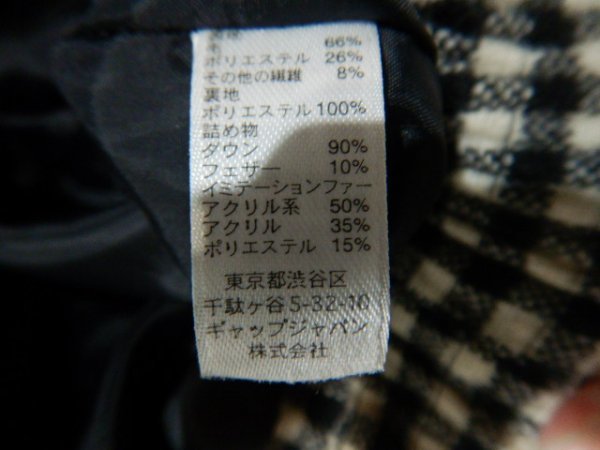 毛 66%
ポリエステル 26%
その他の繊維 8%
裏地
ポリエステル 100%
詰め物
ダウン 90%
フェザー 10%
イミテーションファー
アクリル系 50%
アクリル 35%
ポリエステル 15%
東京都渋谷区
千駄ヶ谷5-32-10
ギャップジャパン
株式会社